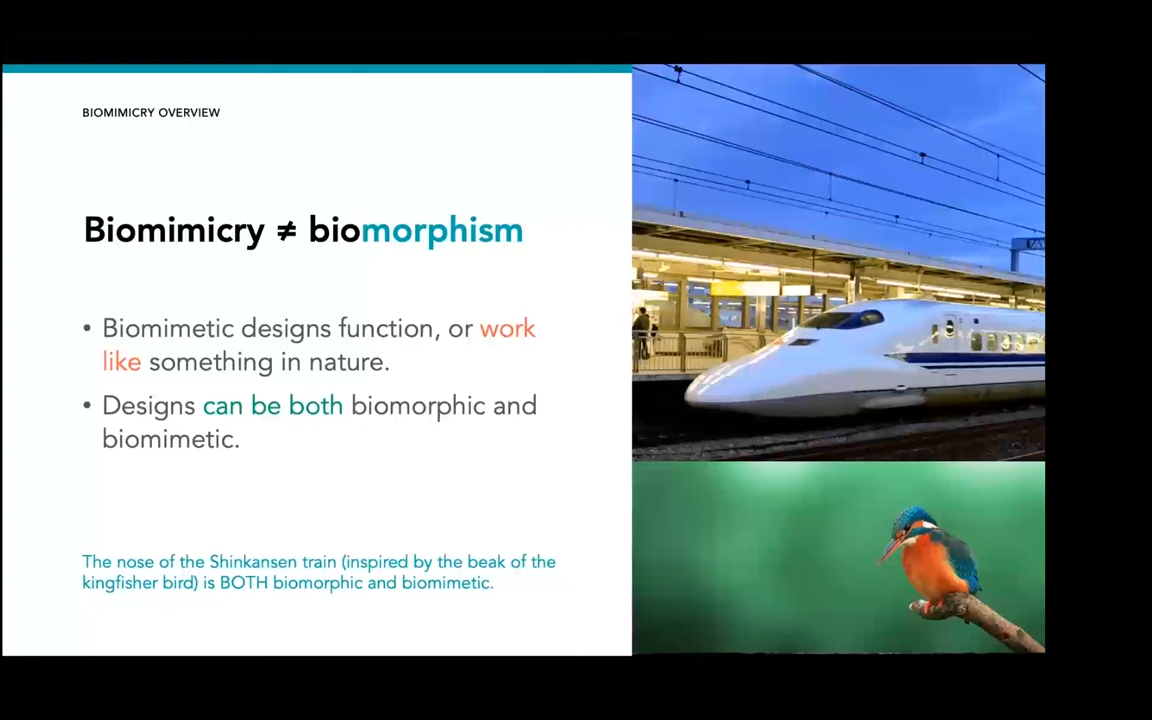 BIOMIMICRY OVERVIEW
Biomimicry ≠ biomorphism
• Biomimetic designs function, or work
like something in nature.
• Designs can be both biomorphic and
biomimetic.
The nose of the Shinkansen train (inspired by the beak of the
kingfisher bird) is BOTH biomorphic and biomimetic.